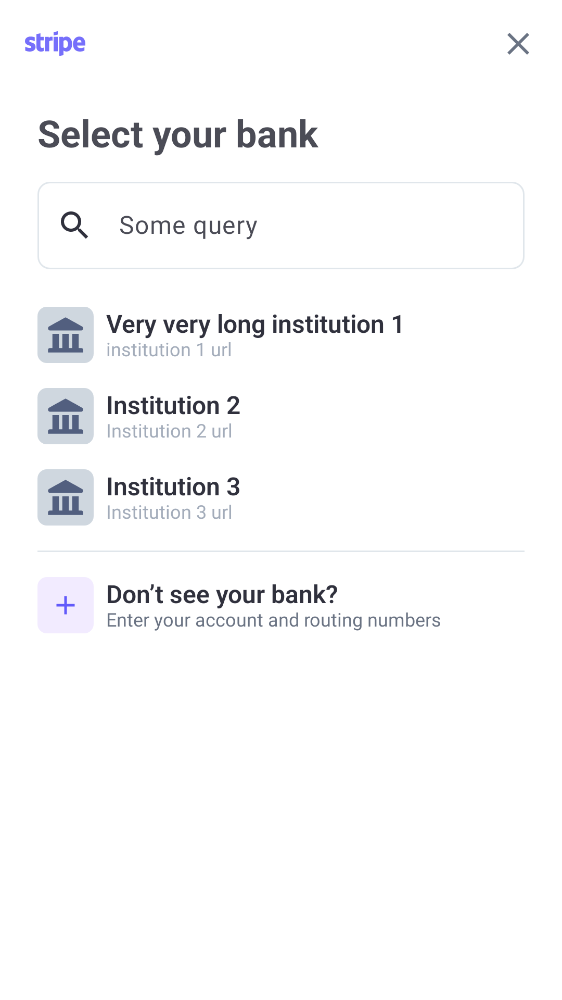 stripe
Select your bank
Some query
Very very long institution 1
institution 1 url
Institution 2
Institution 2 url
Institution 3
Institution 3 url
Don’t see your bank?
Enter your account and routing numbers